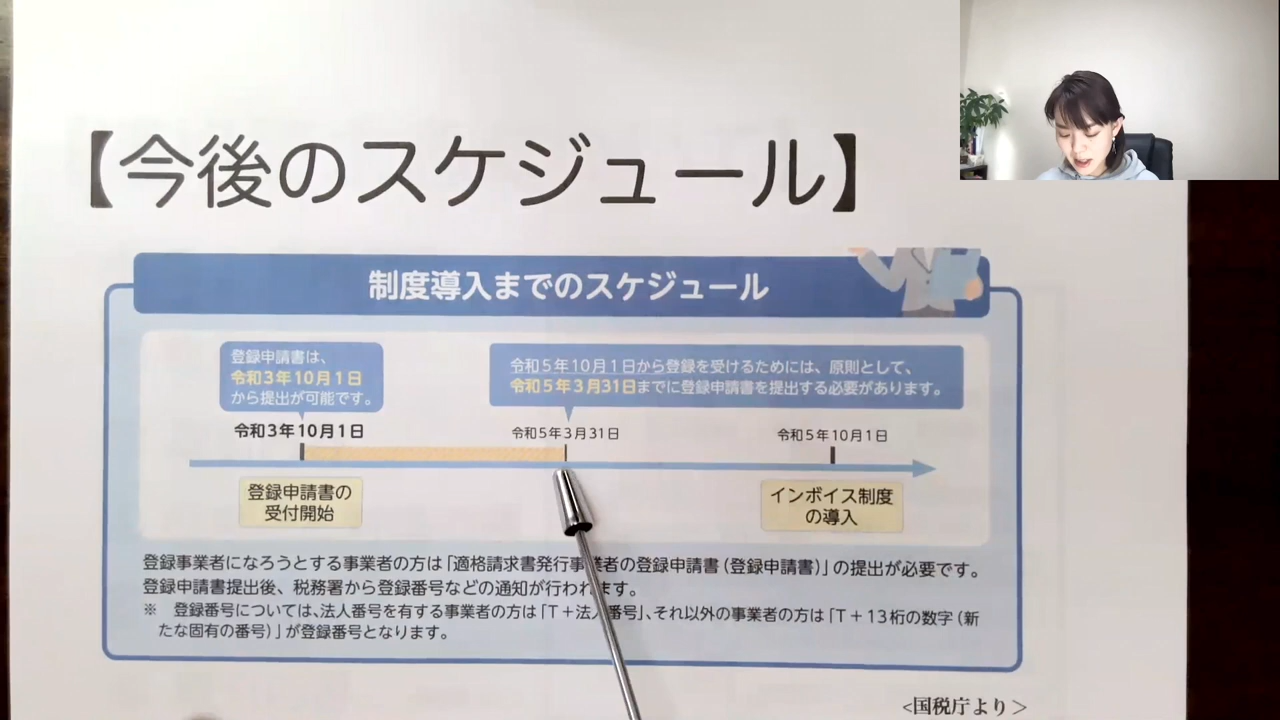 【今後のスケジュール】
制度導入までのスケジュール
登録申請書は、
令和3年10月1日
から提出が可能です。
令和5年10月1日から登録を受けるためには、原則として、
令和5年3月31日までに登録申請書を提出する必要があります。
令和3年10月1日
令和5年3月31日
令和5年10月1日
登録申請書の
受付開始
インボイス制度
の導入
登録事業者になろうとする事業者の方は「適格請求書発行事業者の登録申請書(登録申請書)」の提出が必要です。
登録申請書提出後、税務署から登録番号などの通知が行われます。
※ 登録番号については、法人番号を有する事業者の方は「T+法人番号」、それ以外の事業者の方は「T+13桁の数字(新
たな固有の番号)」が登録番号となります。
<国税庁より>